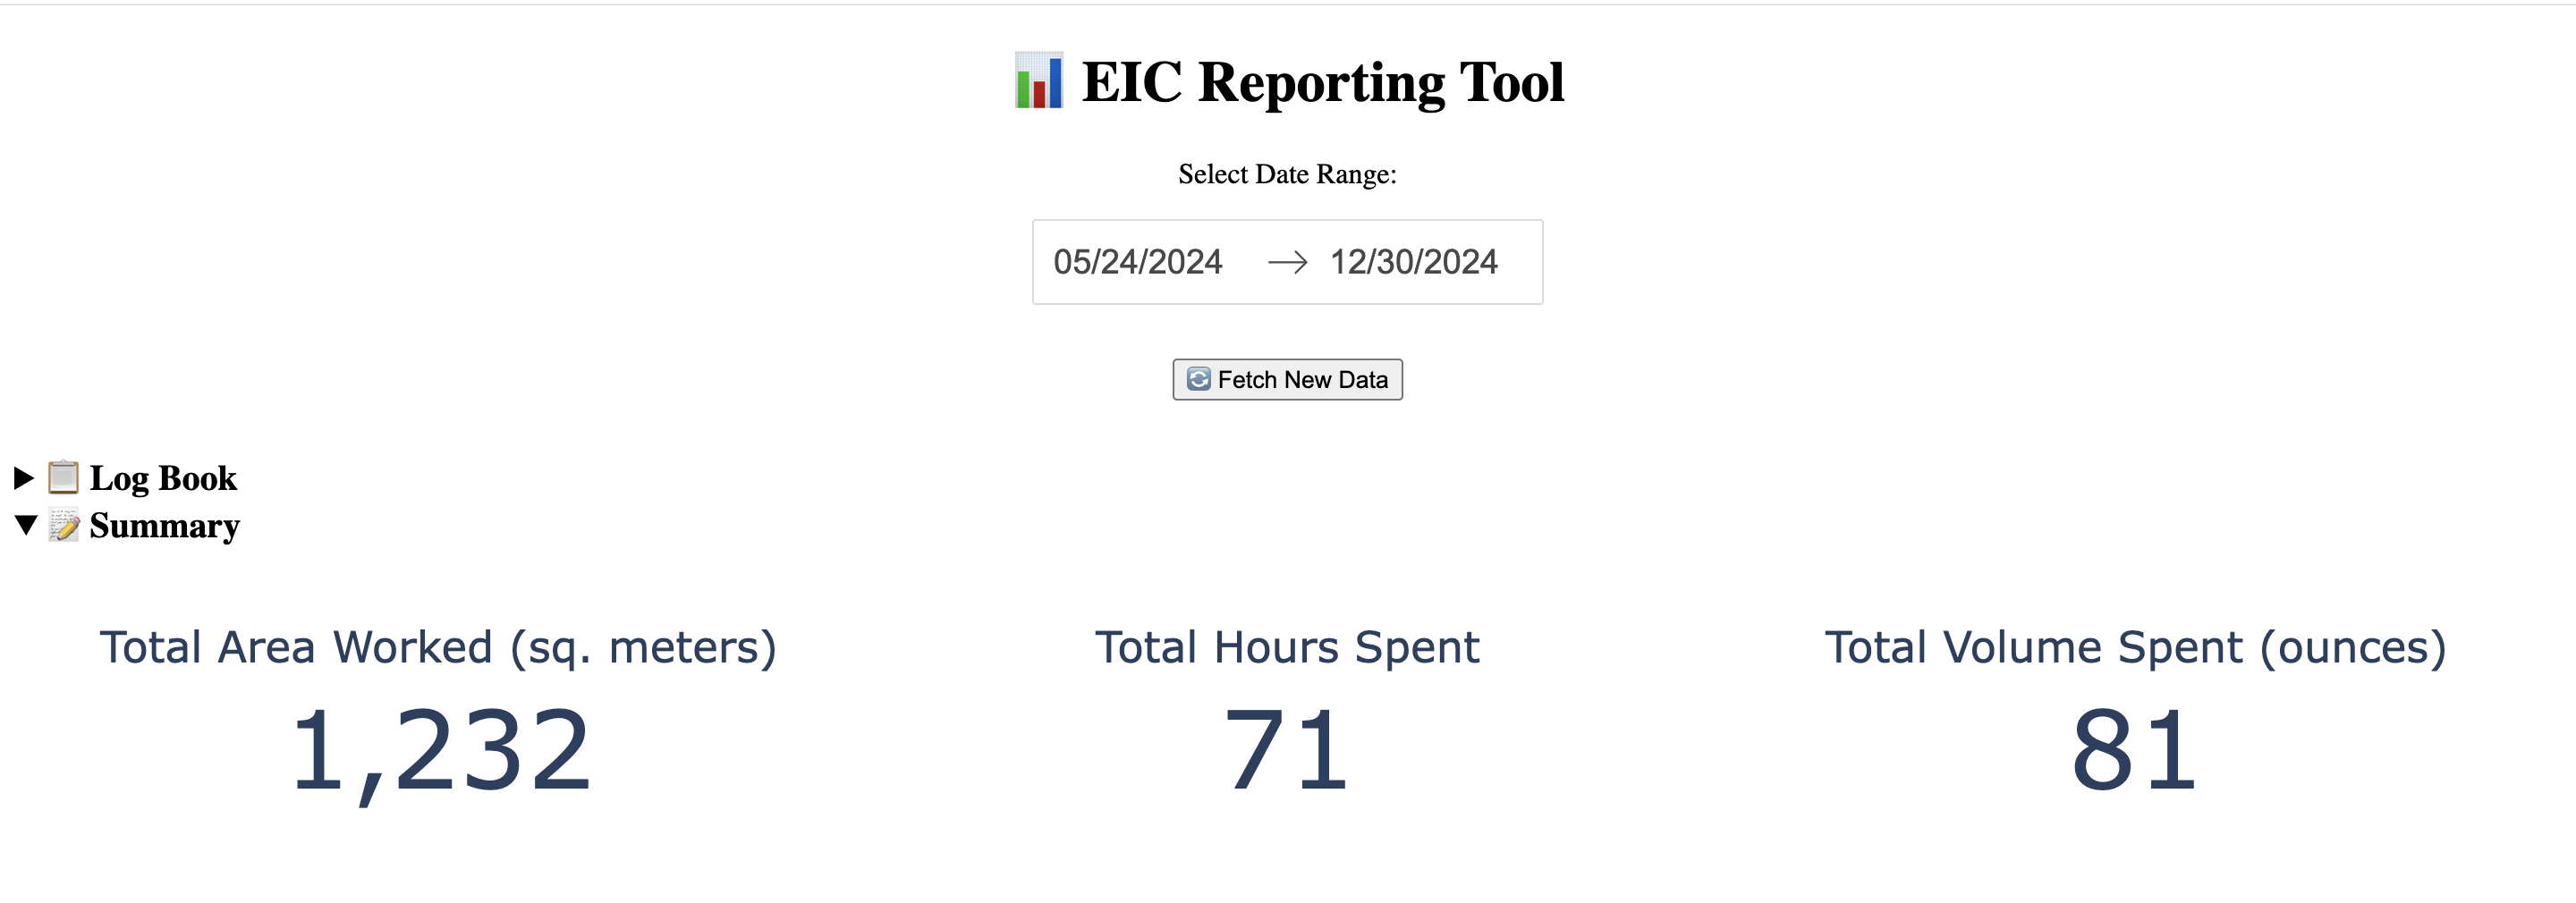 EIC Reporting Tool
Select Date Range:
05/24/2024 → 12/30/2024
Fetch New Data
Log Book
Summary
Total Area Worked (sq. meters) Total Hours Spent Total Volume Spent (ounces)
1,232 71 81